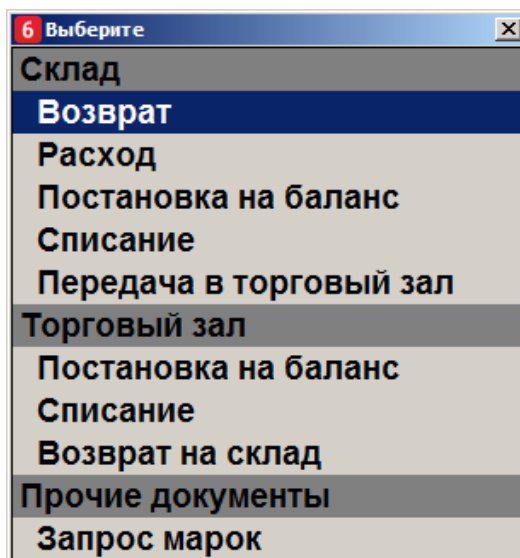 6 Выберите
Склад
Возврат
Расход
Постановка на баланс
Списание
Передача в торговый зал
Торговый зал
Постановка на баланс
Списание
Возврат на склад
Прочие документы
Запрос марок